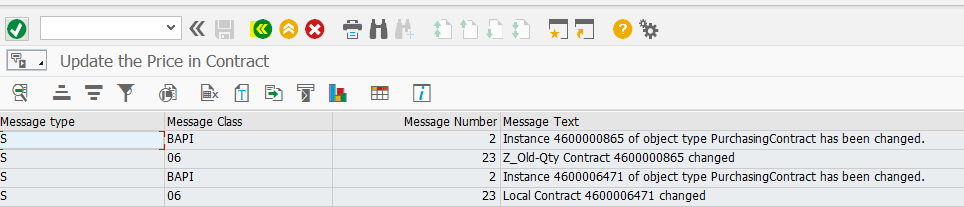 Update the Price in Contract
Message type Message Class Message Number Message Text
S BAPI 2 Instance 4600000865 of object type PurchasingContract has been changed.
S 06 23 Z_Old-Qty Contract 4600000865 changed
S BAPI 2 Instance 4600006471 of object type PurchasingContract has been changed.
S 06 23 Local Contract 4600006471 changed